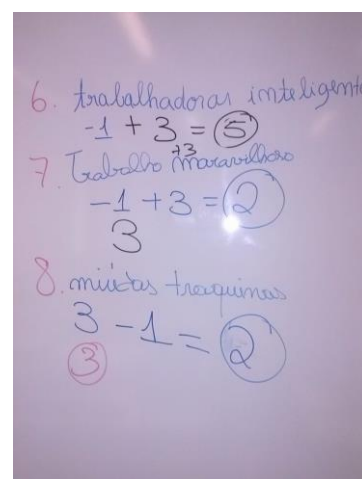 6. trabalhadoras inteligent
-1 + 3 = 5
+3
7. Trabalho maravilhoso
-1 + 3 = 2
3
8. miúdas traquinas
3 - 1 = 2
3